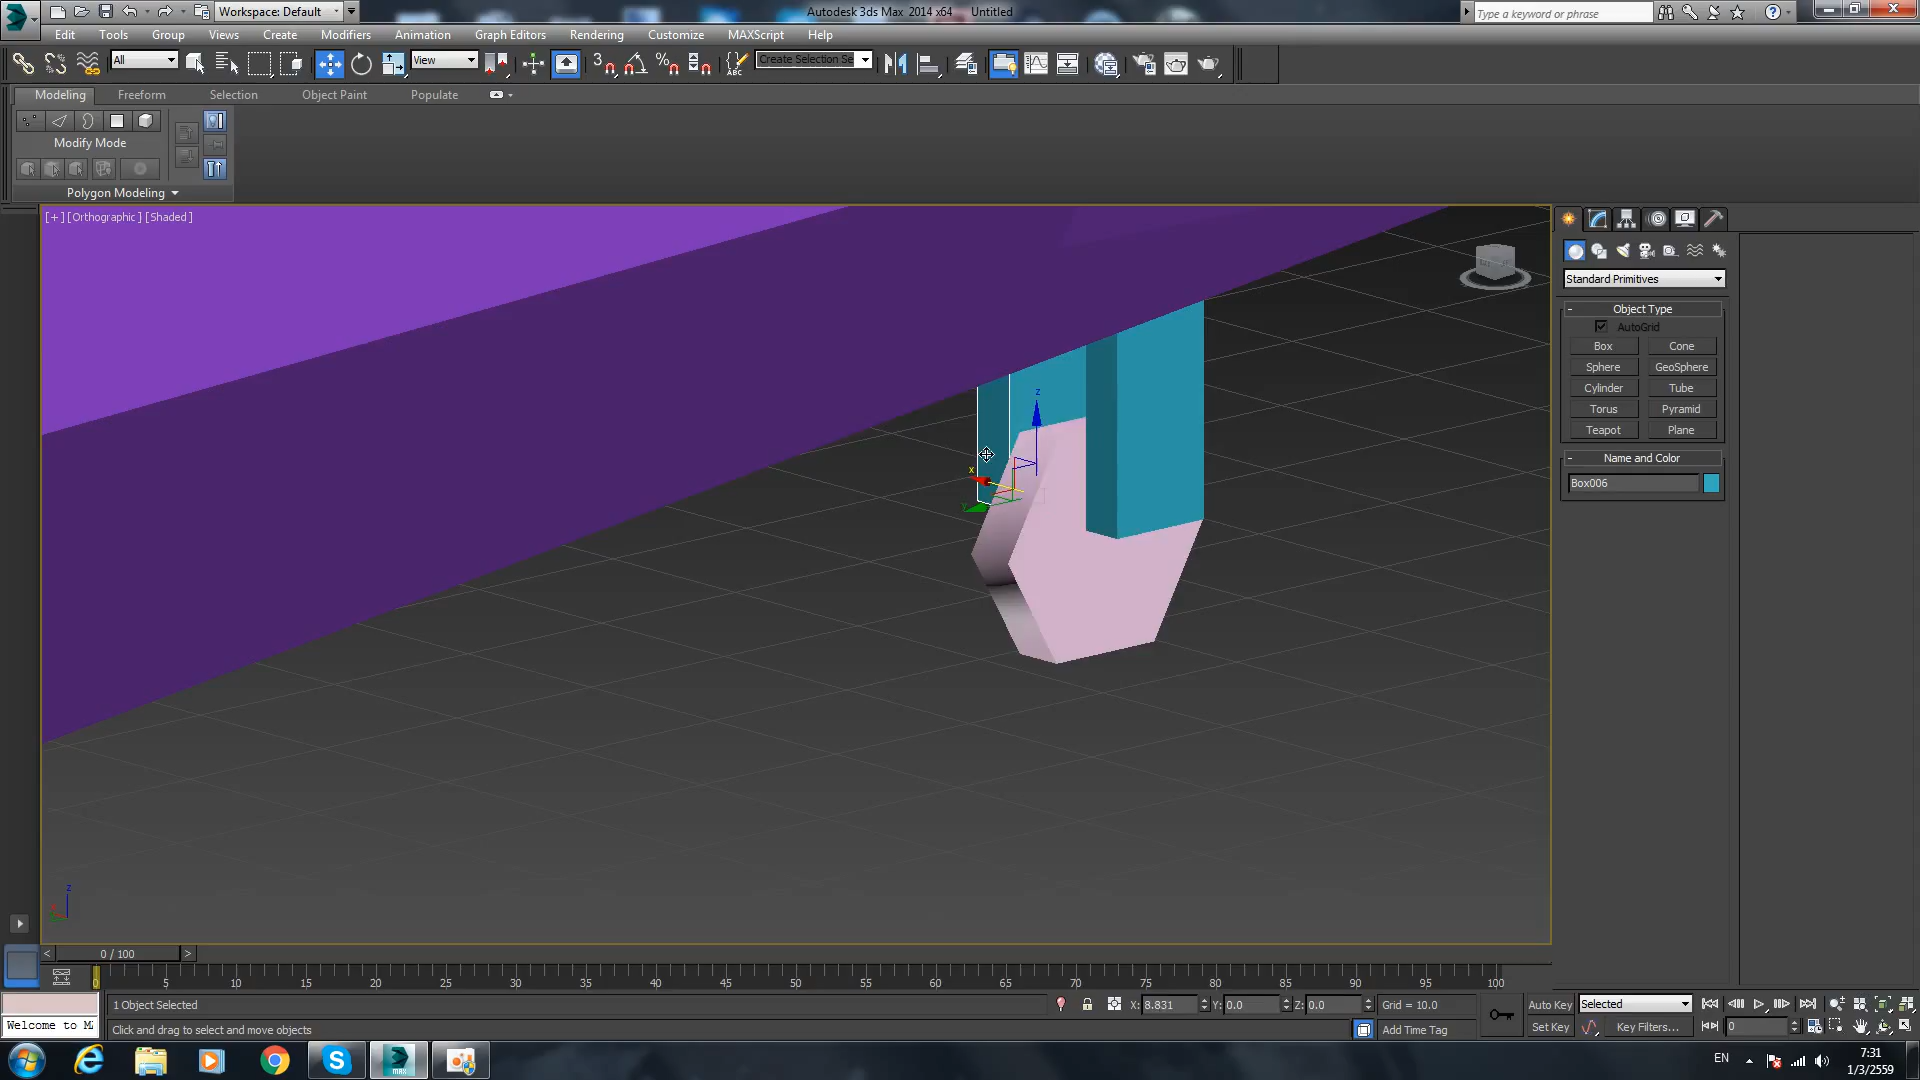 Workspace: Default
Autodesk 3ds Max  2014 x64     Untitled
Type a keyword or phrase
Edit Tools Group Views Create Modifiers Animation Graph Editors Rendering Customize MAXScript Help
All
View
Create Selection Se
Modeling Freeform Selection Object Paint Populate
Modify Mode
Polygon Modeling
[+] [Orthographic] [Shaded]
Standard Primitives
Object Type
AutoGrid
Box Cone
Sphere GeoSphere
Cylinder Tube
Torus Pyramid
Teapot Plane
Name and Color
Box006
z
x
y
z
0 / 100
0 5 10 15 20 25 30 35 40 45 50 55 60 65 70 75 80 85 90 95 100
1 Object Selected
X: 8.831 Y: 0.0 Z: 0.0 Grid = 10.0
Auto Key Selected
Welcome to M
Click and drag to select and move objects
Add Time Tag
Set Key Key Filters... 0
EN
7:31
1/3/2559